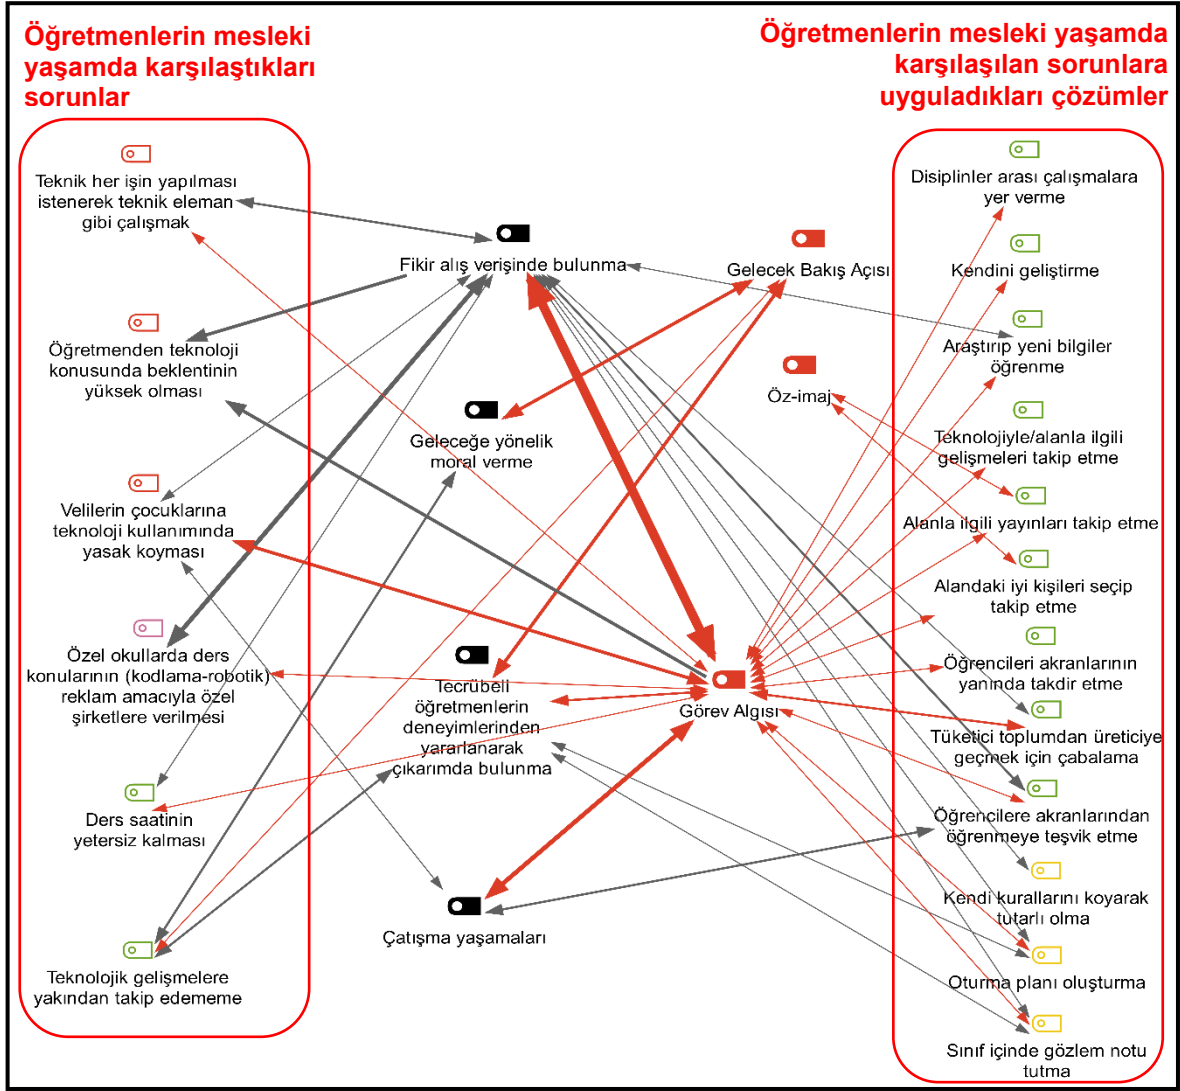 Öğretmenlerin mesleki
yaşamda karşılaştıkları
sorunlar
Öğretmenlerin mesleki yaşamda
karşılaşılan sorunlara
uyguladıkları çözümler
Teknik her işin yapılması
istenerek teknik eleman
gibi çalışmak
Öğretmenden teknoloji
konusunda beklentinin
yüksek olması
Velilerin çocuklarına
teknoloji kullanımında
yasak koyması
Özel okullarda ders
konularının (kodlama-robotik)
reklam amacıyla özel
şirketlere verilmesi
Ders saatinin
yetersiz kalması
Teknolojik gelişmelere
yakından takip edememe
Fikir alış verişinde bulunma
Gelecek Bakış Açısı
Öz-imaj
Geleceğe yönelik
moral verme
Tecrübeli
öğretmenlerin
deneyimlerinden
yararlanarak
çıkarımda bulunma
Görev Algısı
Çatışma yaşamaları
Disiplinler arası çalışmalara
yer verme
Kendini geliştirme
Araştırıp yeni bilgiler
öğrenme
Teknolojiyle/alanla ilgili
gelişmeleri takip etme
Alanla ilgili yayınları takip etme
Alandaki iyi kişileri seçip
takip etme
Öğrencileri akranlarının
yanında takdir etme
Tüketici toplumdan üreticiye
geçmek için çabalama
Öğrencilere akranlarından
öğrenmeye teşvik etme
Kendi kurallarını koyarak
tutarlı olma
Oturma planı oluşturma
Sınıf içinde gözlem notu
tutma